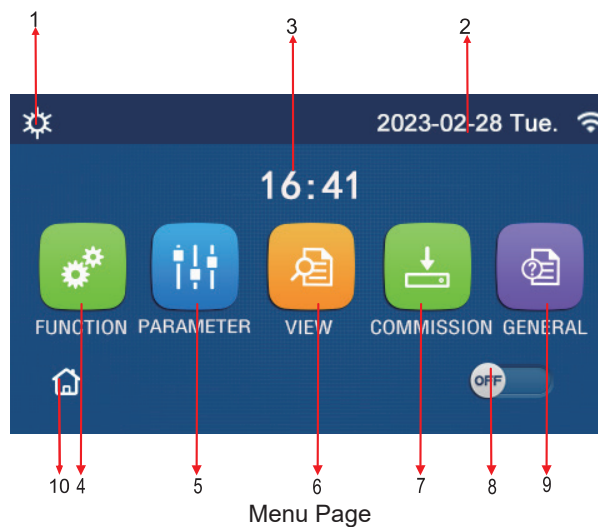 1 3 2
2023-02-28 Tue.
16:41
FUNCTION PARAMETER VIEW COMMISSION GENERAL
OFF
10 4 5 6 7 8 9
Menu Page